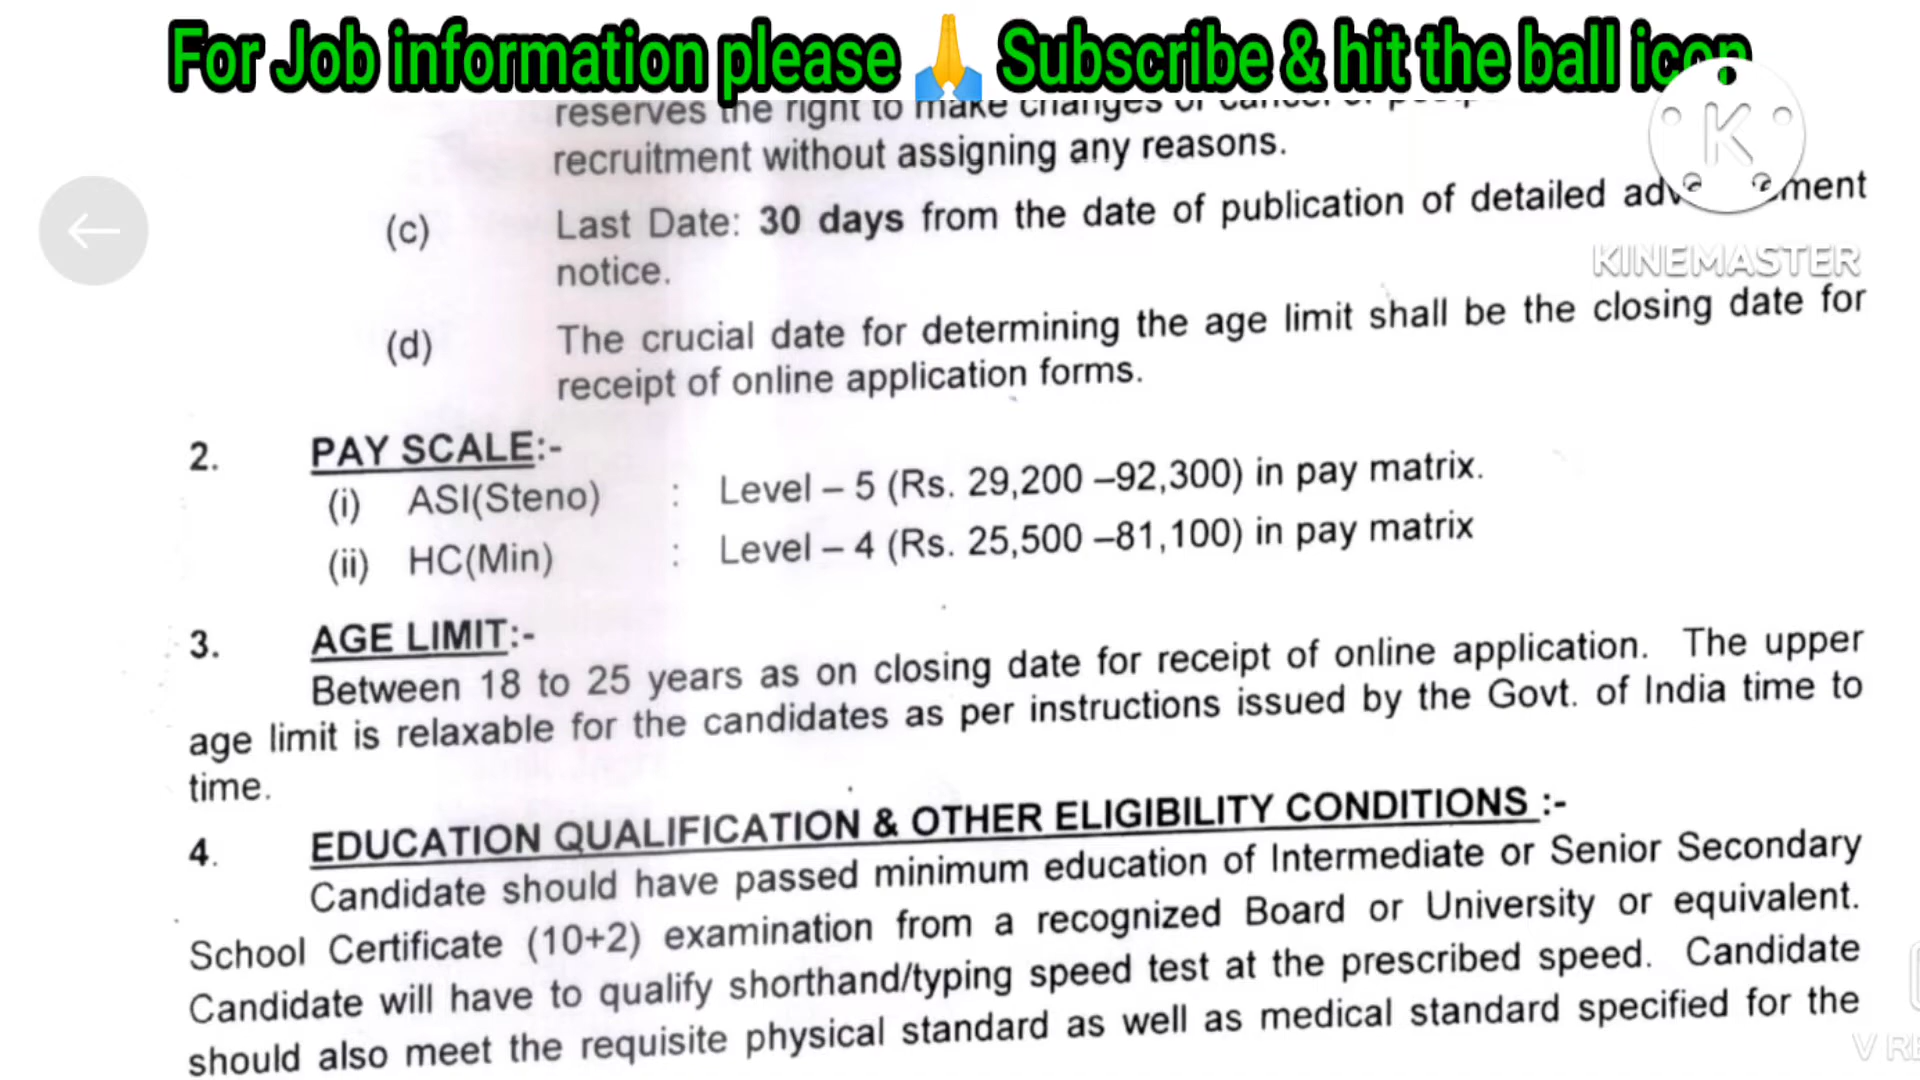 For Job information please 🙏 Subscribe & hit the ball icon
reserves the right to make changes or
recruitment without assigning any reasons.
(c) Last Date: 30 days from the date of publication of detailed
notice.
K
KINEMASTER
(d) The crucial date for determining the age limit shall be the closing date for
receipt of online application forms.
2. PAY SCALE:-
(i) ASI(Steno) : Level – 5 (Rs. 29,200 –92,300) in pay matrix.
(ii) HC(Min) : Level – 4 (Rs. 25,500 –81,100) in pay matrix
3. AGE LIMIT:-
Between 18 to 25 years as on closing date for receipt of online application. The upper
age limit is relaxable for the candidates as per instructions issued by the Govt. of India time to
time.
4. EDUCATION QUALIFICATION & OTHER ELIGIBILITY CONDITIONS :-
Candidate should have passed minimum education of Intermediate or Senior Secondary
School Certificate (10+2) examination from a recognized Board or University or equivalent.
Candidate will have to qualify shorthand/typing speed test at the prescribed speed. Candidate
should also meet the requisite physical standard as well as medical standard specified for the